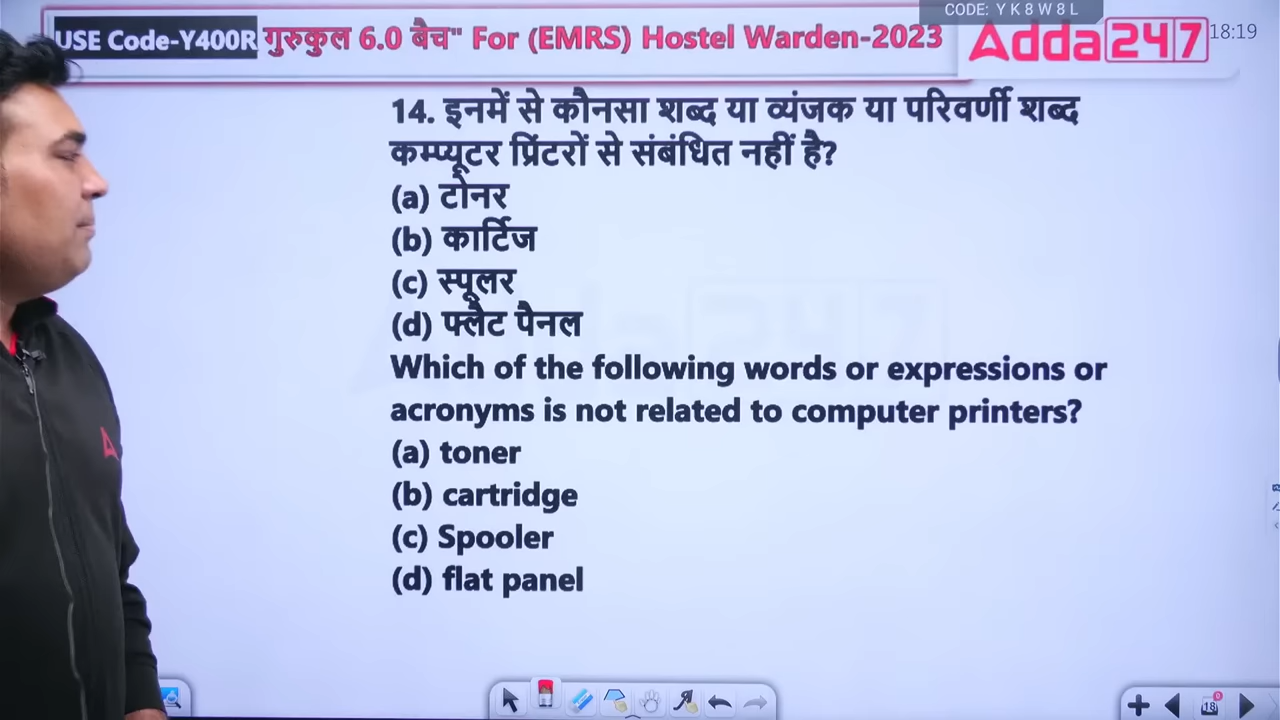 CODE: YK8W8L
USE Code-Y400R गुरुकुल 6.0 बैच" For (EMRS) Hostel Warden-2023
Adda247
18:19
14. इनमें से कौनसा शब्द या व्यंजक या परिवर्णी शब्द
कम्प्यूटर प्रिंटरों से संबंधित नहीं है?
(a) टोनर
(b) कार्टिज
(c) स्पूलर
(d) फ्लैट पैनल
Which of the following words or expressions or
acronyms is not related to computer printers?
(a) toner
(b) cartridge
(c) Spooler
(d) flat panel
18